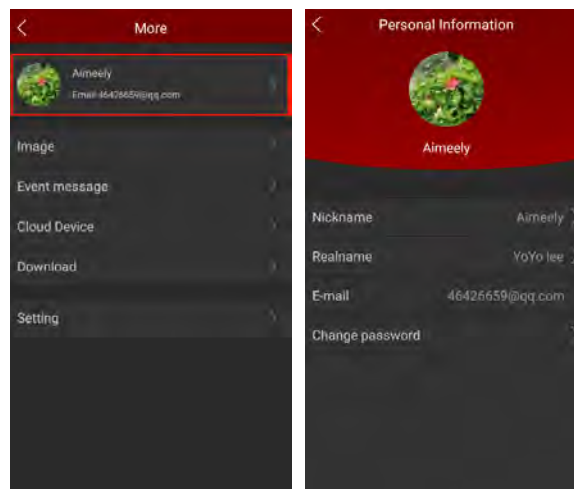 More
Aimeely
Email:46426659@qq.com
Image
Event message
Cloud Device
Download
Setting
Personal Information
Aimeely
Nickname Aimeely
Realname YoYo lee
E-mail 46426659@qq.com
Change password